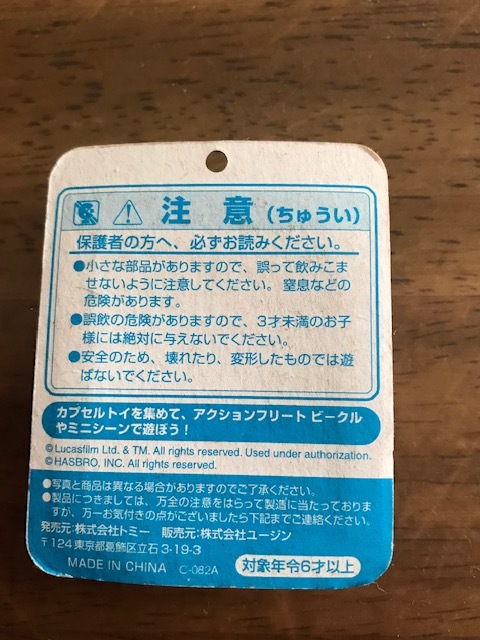 注意(ちゅうい)
保護者の方へ、必ずお読みください。
●小さな部品がありますので、誤って飲みこま
せないように注意してください。窒息などの
危険があります。
●誤飲の危険がありますので、3才未満のお子
様には絶対に与えないでください。
●安全のため、壊れたり、変形したものでは遊
ばないでください。
カプセルトイを集めて、アクションフリート ビークル
やミニシーンで遊ぼう!
©Lucasfilm Ltd. & TM. All rights reserved. Used under authorization.
©HASBRO, INC. All rights reserved.
●写真と商品は異なる場合がありますのでご了承ください。
●製品につきましては、万全の注意をはらって製造に当たっております
が、万一お気付きの点がございましたら下記までご連絡ください。
発売元:株式会社トミー 販売元:株式会社ユージン
〒124 東京都葛飾区立石 3-19-3
MADE IN CHINA C-082A 対象年令6才以上